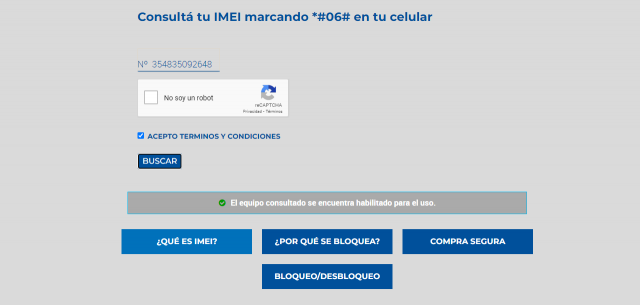 Consultá tu IMEI marcando *#06# en tu celular
Nº 354835092648
No soy un robot
reCAPTCHA
Privacidad - Términos
ACEPTO TERMINOS Y CONDICIONES
BUSCAR
El equipo consultado se encuentra habilitado para el uso.
¿QUÉ ES IMEI?
¿POR QUÉ SE BLOQUEA?
COMPRA SEGURA
BLOQUEO/DESBLOQUEO